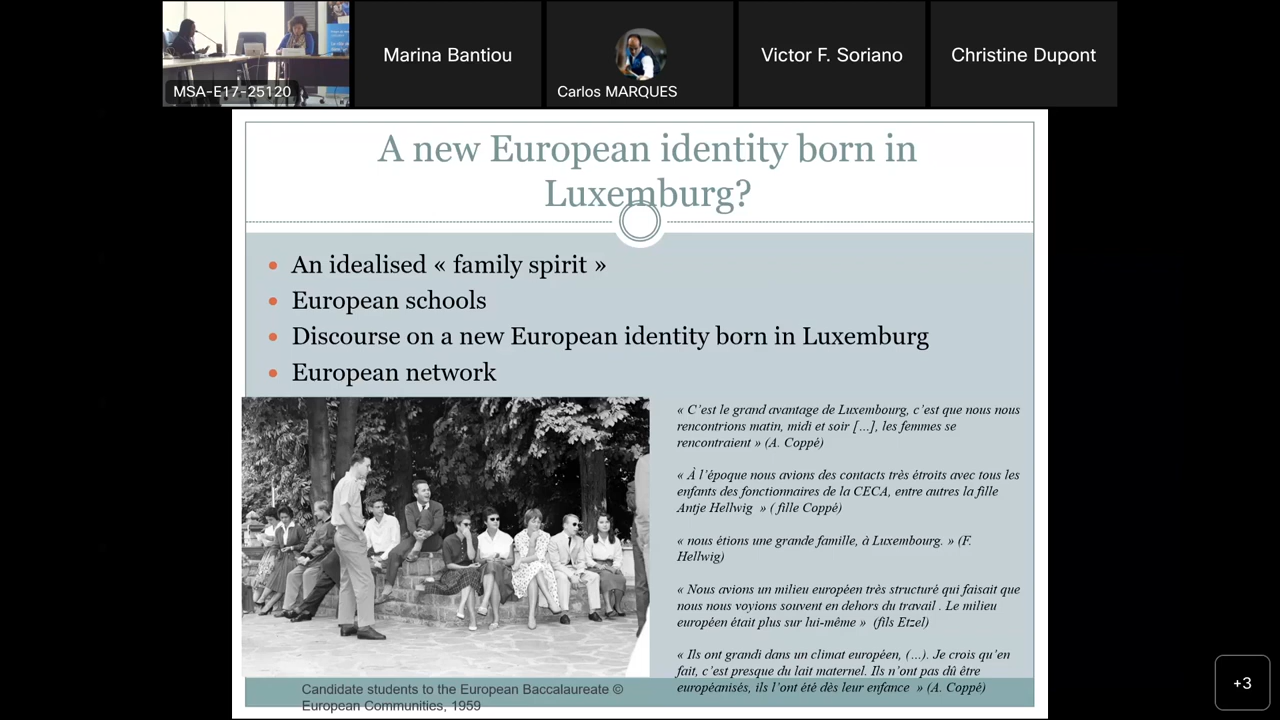 MSA-E17-25120
Marina Bantiou
Carlos MARQUES
Victor F. Soriano
Christine Dupont
A new European identity born in
Luxemburg?
• An idealised « family spirit »
• European schools
• Discourse on a new European identity born in Luxemburg
• European network
« C'est le grand avantage de Luxembourg, c'est que nous nous
rencontrions matin, midi et soir […], les femmes se
rencontraient » (A. Coppé)
« À l'époque nous avions des contacts très étroits avec tous les
enfants des fonctionnaires de la CECA, entre autres la fille
Antje Hellwig » ( fille Coppé)
« nous étions une grande famille, à Luxembourg. » (F.
Hellwig)
« Nous avions un milieu européen très structuré qui faisait que
nous nous voyions souvent en dehors du travail . Le milieu
européen était plus sur lui-même » (fils Etzel)
« Ils ont grandi dans un climat européen, (…). Je crois qu'en
fait, c'est presque du lait maternel. Ils n'ont pas dû être
européanisés, ils l'ont été dès leur enfance » (A. Coppé)
Candidate students to the European Baccalaureate ©
European Communities, 1959
+3